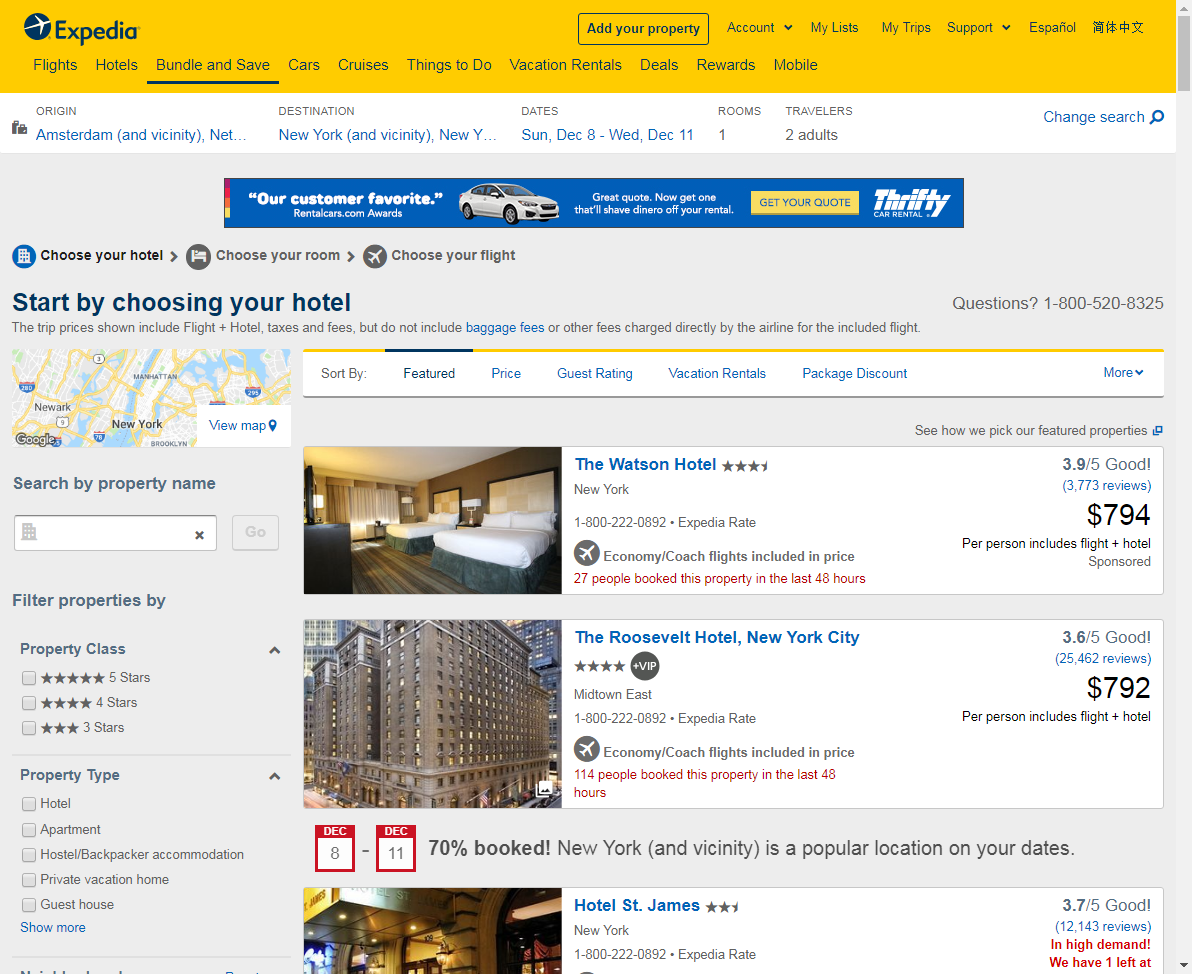 Expedia
Add your property
Account
My Lists
My Trips
Support
Español
简体中文
Flights
Hotels
Bundle and Save
Cars
Cruises
Things to Do
Vacation Rentals
Deals
Rewards
Mobile
ORIGIN
DESTINATION
DATES
ROOMS
TRAVELERS
Amsterdam (and vicinity), Net...
New York (and vicinity), New Y...
Sun, Dec 8 - Wed, Dec 11
1
2 adults
Change search
"Our customer favorite."
Rentalcars.com Awards
Great quote. Now get one
that'll shave dinero off your rental.
GET YOUR QUOTE
Thrifty
CAR RENTAL
Choose your hotel
Choose your room
Choose your flight
Start by choosing your hotel
Questions? 1-800-520-8325
The trip prices shown include Flight + Hotel, taxes and fees, but do not include baggage fees or other fees charged directly by the airline for the included flight.
3
MANHATTAN
280
295
Newark
9
New York
78
BROOKLYN
Google
View map
Sort By:
Featured
Price
Guest Rating
Vacation Rentals
Package Discount
More
See how we pick our featured properties
Search by property name
Go
Filter properties by
Property Class
5 Stars
4 Stars
3 Stars
Property Type
Hotel
Apartment
Hostel/Backpacker accommodation
Private vacation home
Guest house
Show more
The Watson Hotel
New York
1-800-222-0892 • Expedia Rate
Economy/Coach flights included in price
27 people booked this property in the last 48 hours
3.9/5 Good!
(3,773 reviews)
$794
Per person includes flight + hotel
Sponsored
The Roosevelt Hotel, New York City
+VIP
Midtown East
1-800-222-0892 • Expedia Rate
Economy/Coach flights included in price
114 people booked this property in the last 48
hours
3.6/5 Good!
(25,462 reviews)
$792
Per person includes flight + hotel
DEC
8
-
DEC
11
70% booked! New York (and vicinity) is a popular location on your dates.
Hotel St. James
New York
1-800-222-0892 • Expedia Rate
3.7/5 Good!
(12,143 reviews)
In high demand!
We have 1 left at